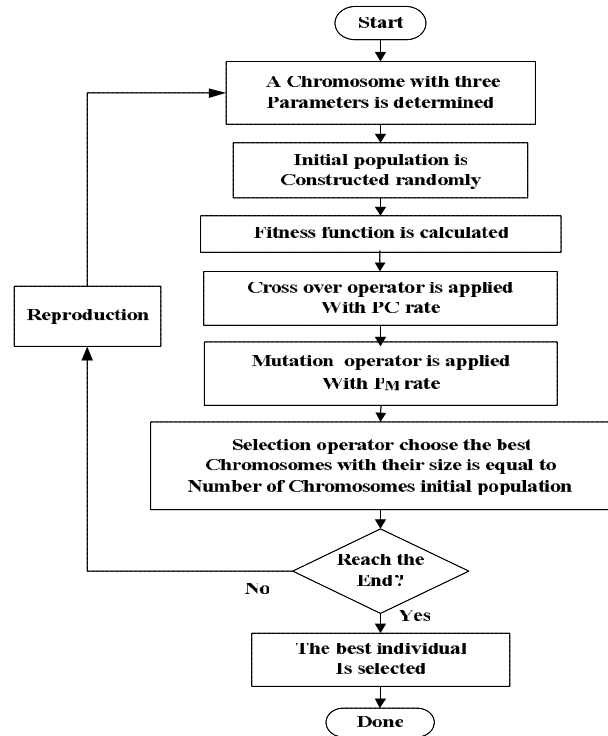 Start
A Chromosome with three
Parameters is determined
Initial population is
Constructed randomly
Fitness function is calculated
Cross over operator is applied
With PC rate
Reproduction
Mutation operator is applied
With PM rate
Selection operator choose the best
Chromosomes with their size is equal to
Number of Chromosomes initial population
Reach the
End?
No
Yes
The best individual
Is selected
Done